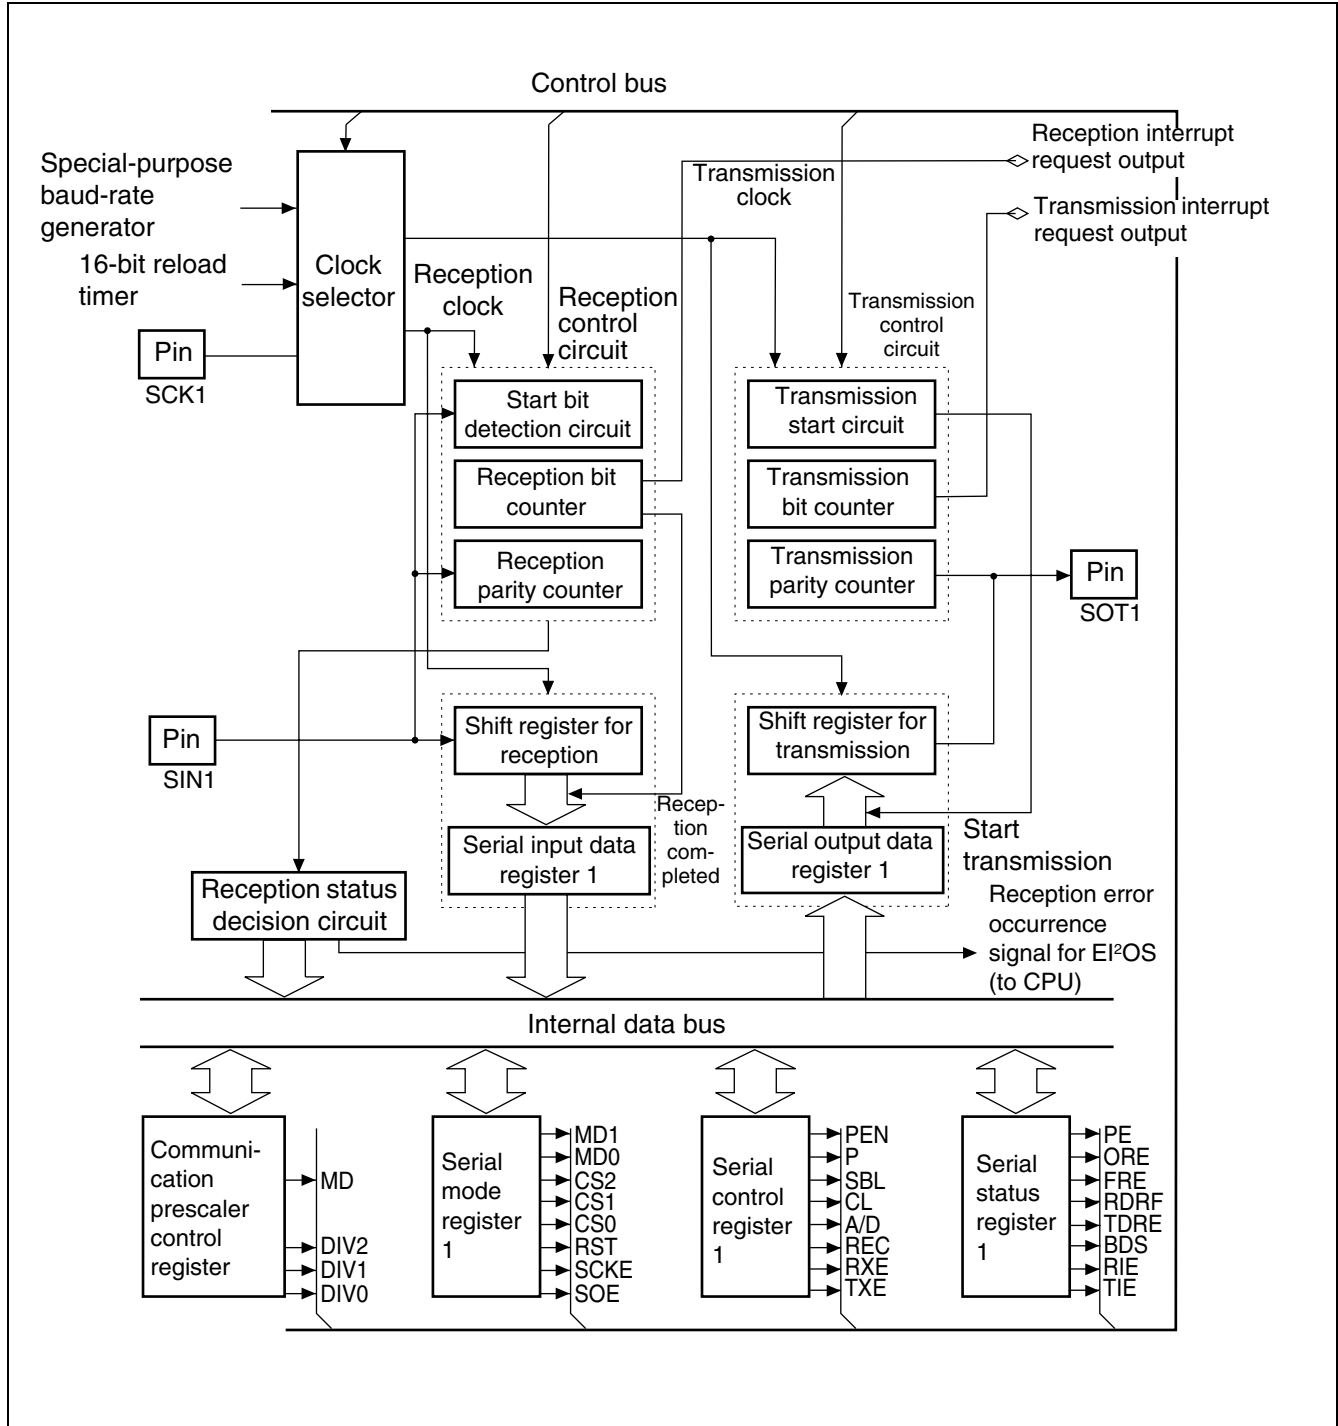 Control bus
Reception interrupt
request output
Transmission interrupt
request output
Special-purpose
baud-rate
generator
16-bit reload
timer
Clock
selector
Pin
SCK1
Transmission
clock
Reception
clock
Reception
control
circuit
Transmission
control
circuit
Start bit
detection circuit
Reception bit
counter
Reception
parity counter
Transmission
start circuit
Transmission
bit counter
Transmission
parity counter
Pin
SOT1
Pin
SIN1
Shift register for
reception
Shift register for
transmission
Recep-
tion
com-
pleted
Serial input data
register 1
Serial output data
register 1
Start
transmission
Reception status
decision circuit
Reception error
occurrence
signal for EI²OS
(to CPU)
Internal data bus
Communi-
cation
prescaler
control
register
MD
DIV2
DIV1
DIV0
Serial
mode
register
1
MD1
MD0
CS2
CS1
CS0
RST
SCKE
SOE
Serial
control
register
1
PEN
P
SBL
CL
A/D
REC
RXE
TXE
Serial
status
register
1
PE
ORE
FRE
RDRF
TDRE
BDS
RIE
TIE